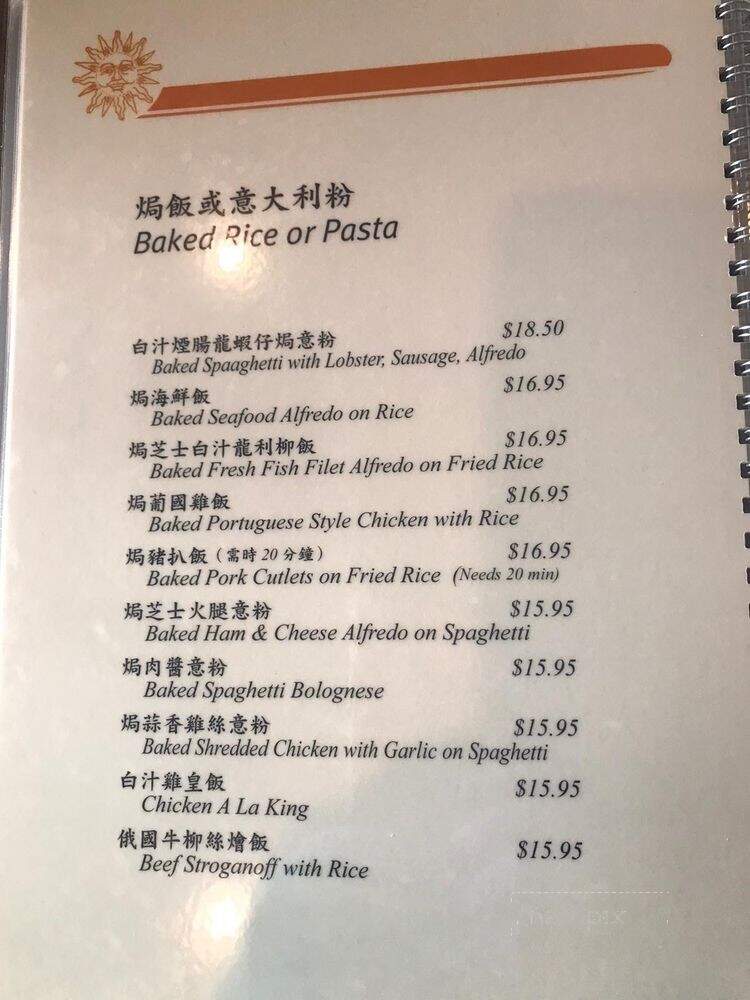 焗飯或意大利粉
Baked Rice or Pasta
白汁煙腸龍蝦仔焗意粉 $18.50
Baked Spaaghetti with Lobster, Sausage, Alfredo
焗海鮮飯 $16.95
Baked Seafood Alfredo on Rice
焗芝士白汁龍利柳飯 $16.95
Baked Fresh Fish Filet Alfredo on Fried Rice
焗葡國雞飯 $16.95
Baked Portuguese Style Chicken with Rice
焗豬扒飯（需時 20 分鐘） $16.95
Baked Pork Cutlets on Fried Rice (Needs 20 min)
焗芝士火腿意粉 $15.95
Baked Ham & Cheese Alfredo on Spaghetti
焗肉醬意粉 $15.95
Baked Spaghetti Bolognese
焗蒜香雞絲意粉 $15.95
Baked Shredded Chicken with Garlic on Spaghetti
白汁雞皇飯 $15.95
Chicken A La King
俄國牛柳絲燴飯 $15.95
Beef Stroganoff with Rice